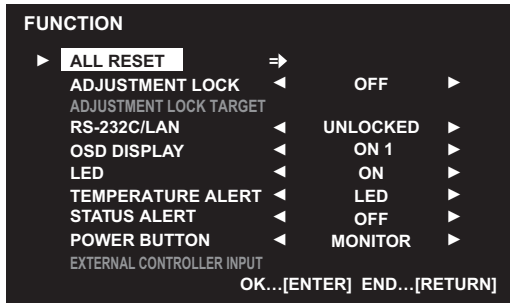 FUNCTION
ALL RESET
ADJUSTMENT LOCK OFF
ADJUSTMENT LOCK TARGET
RS-232C/LAN UNLOCKED
OSD DISPLAY ON 1
LED ON
TEMPERATURE ALERT LED
STATUS ALERT OFF
POWER BUTTON MONITOR
EXTERNAL CONTROLLER INPUT
OK...[ENTER] END...[RETURN]